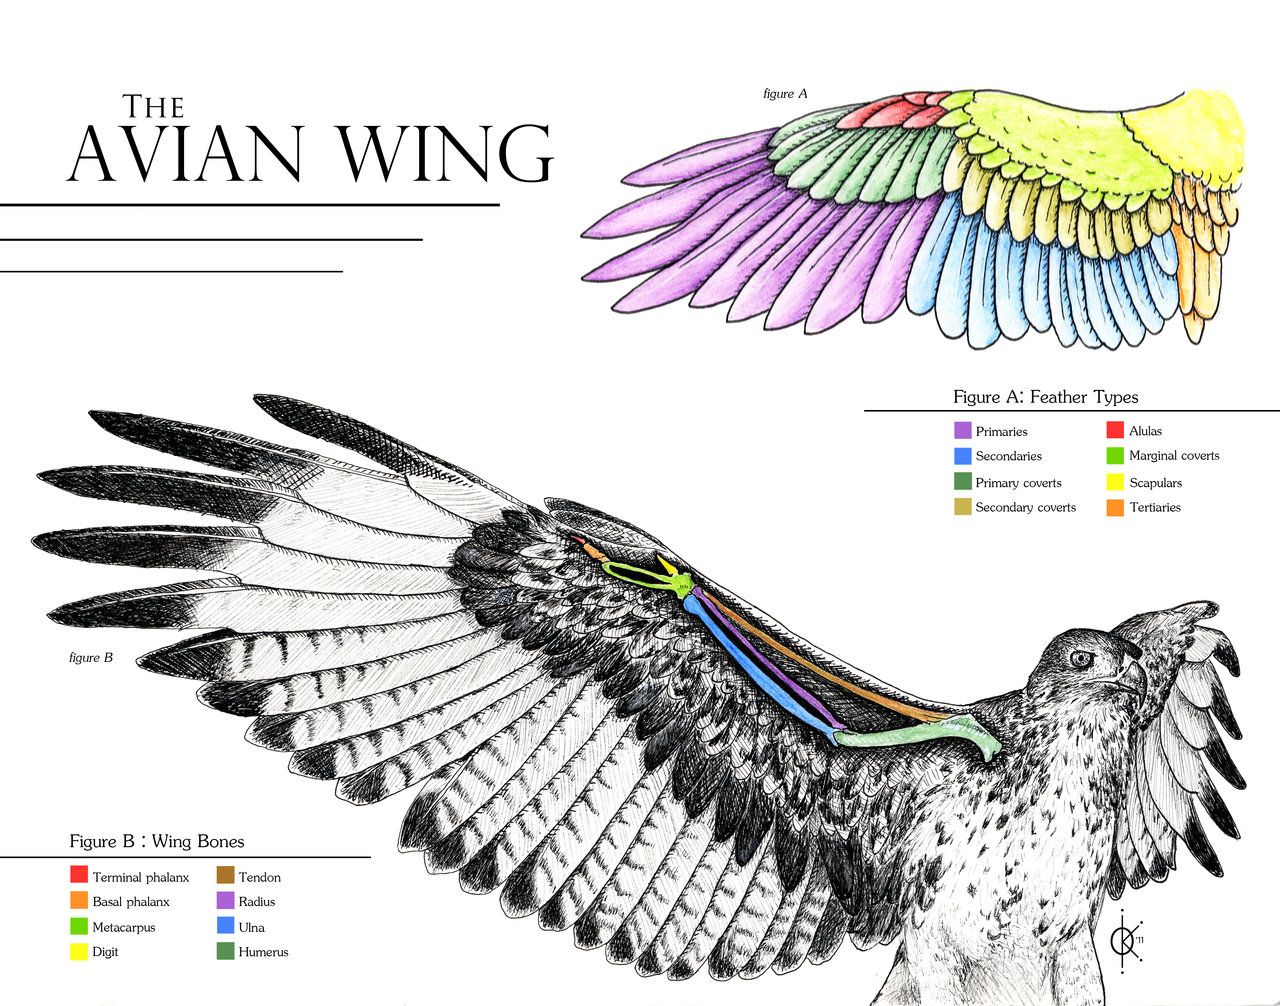 The
AVIAN WING
figure A
Figure A: Feather Types
Primaries
Secondaries
Primary coverts
Secondary coverts
Alulas
Marginal coverts
Scapulars
Tertiaries
figure B
Figure B : Wing Bones
Terminal phalanx
Basal phalanx
Metacarpus
Digit
Tendon
Radius
Ulna
Humerus
'11